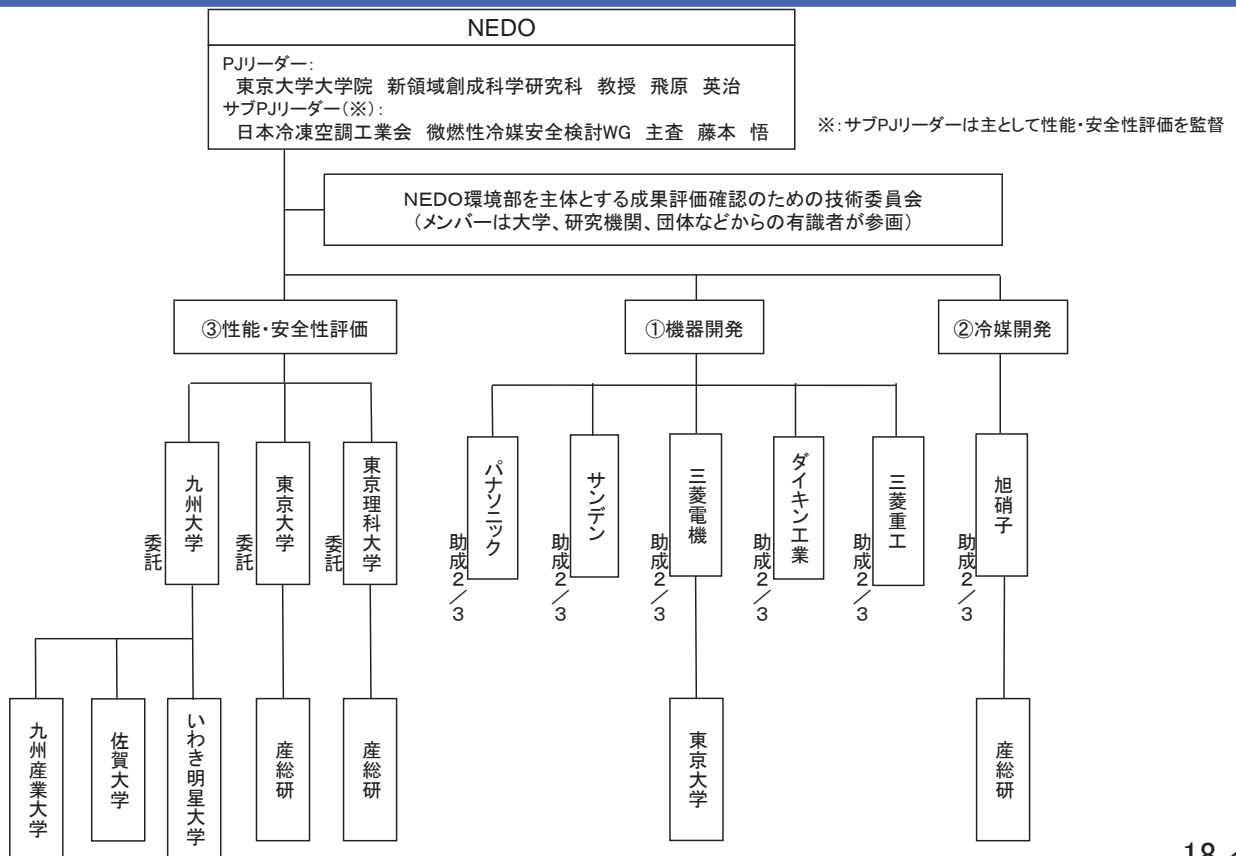 NEDO
PJリーダー:
東京大学大学院 新領域創成科学研究科 教授 飛原 英治
サブPJリーダー(※):
日本冷凍空調工業会 微燃性冷媒安全検討WG 主査 藤本 悟
※:サブPJリーダーは主として性能・安全性評価を監督
NEDO環境部を主体とする成果評価確認のための技術委員会
(メンバーは大学、研究機関、団体などからの有識者が参画)
③性能・安全性評価
①機器開発
②冷媒開発
九州大学
委託
東京大学
委託
東京理科大学
委託
パナソニック
助成2/3
サンデン
助成2/3
三菱電機
助成2/3
ダイキン工業
助成2/3
三菱重工
助成2/3
旭硝子
助成2/3
九州産業大学
佐賀大学
いわき明星大学
産総研
産総研
東京大学
産総研
18